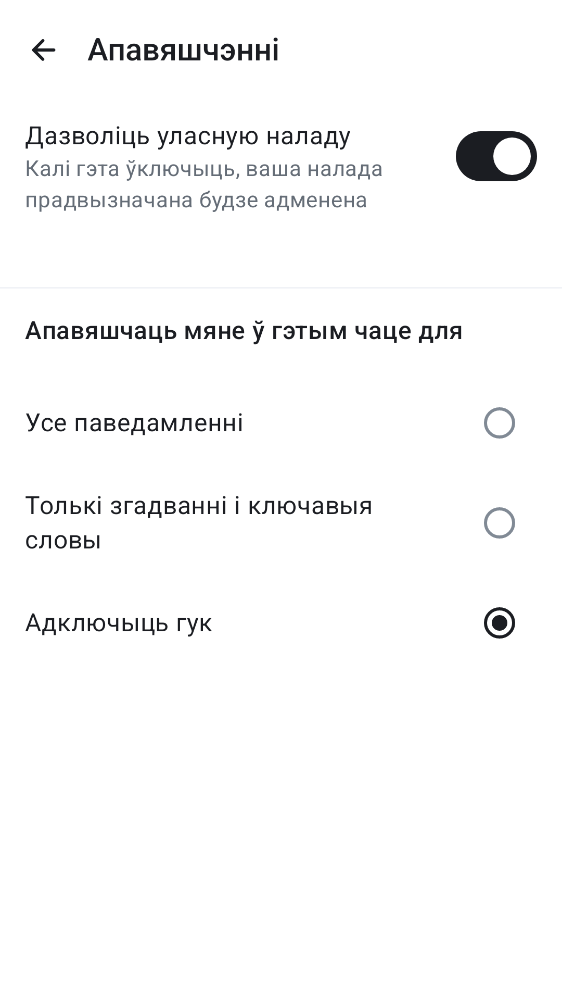 Апавяшчэнні
Дазволіць уласную наладу
Калі гэта ўключыць, ваша налада
прадвызначана будзе адменена
Апавяшчаць мяне ў гэтым чаце для
Усе паведамленні
Толькі згадванні і ключавыя
словы
Адключыць гук